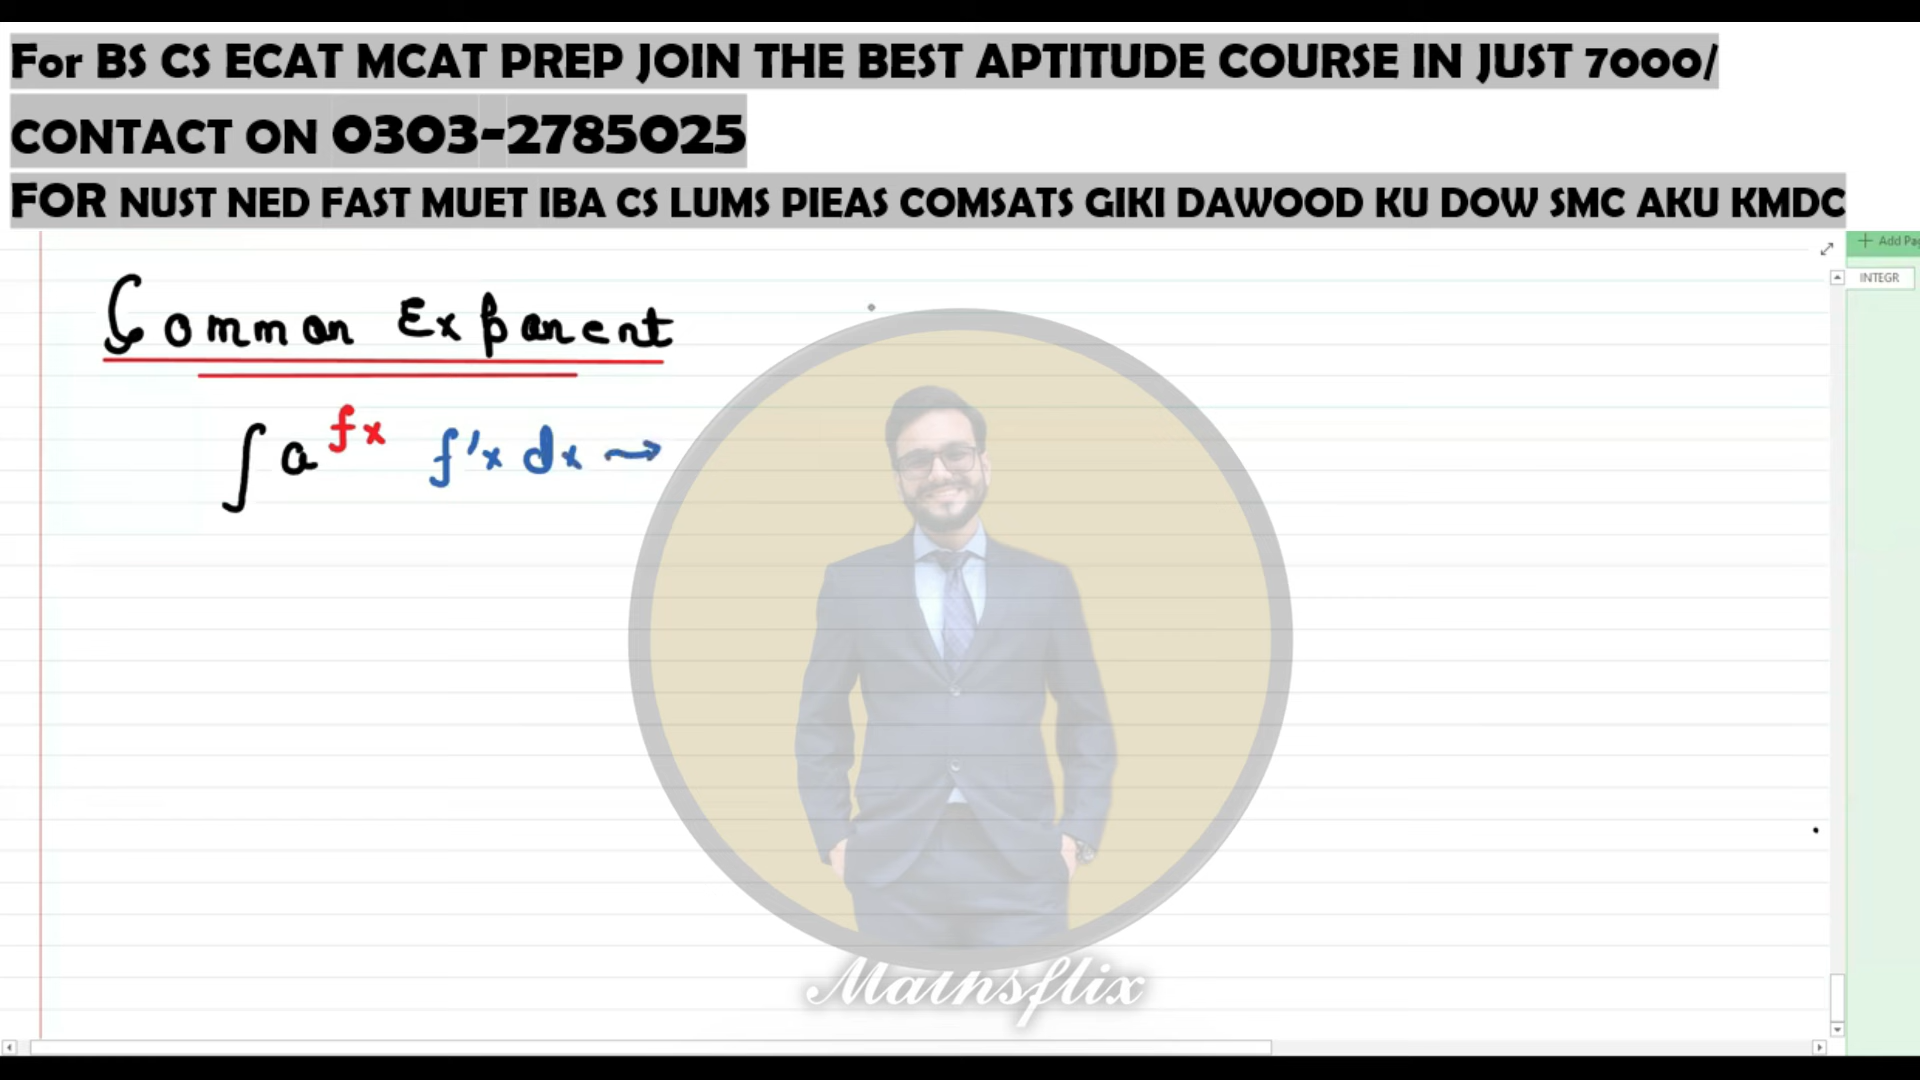 For BS CS ECAT MCAT PREP JOIN THE BEST APTITUDE COURSE IN JUST 7000/
CONTACT ON 0303-2785025
FOR NUST NED FAST MUET IBA CS LUMS PIEAS COMSATS GIKI DAWOOD KU DOW SMC AKU KMDC
+ Add Pag
INTEGR
Common Exponent
∫ a^fx f'x dx →
Mainsflix